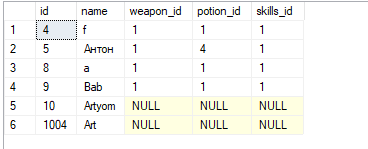 id name weapon_id potion_id skills_id
1 4 f 1 1 1
2 5 Антон 1 4 1
3 8 a 1 1 1
4 9 Bab 1 1 1
5 10 Artyom NULL NULL NULL
6 1004 Art NULL NULL NULL